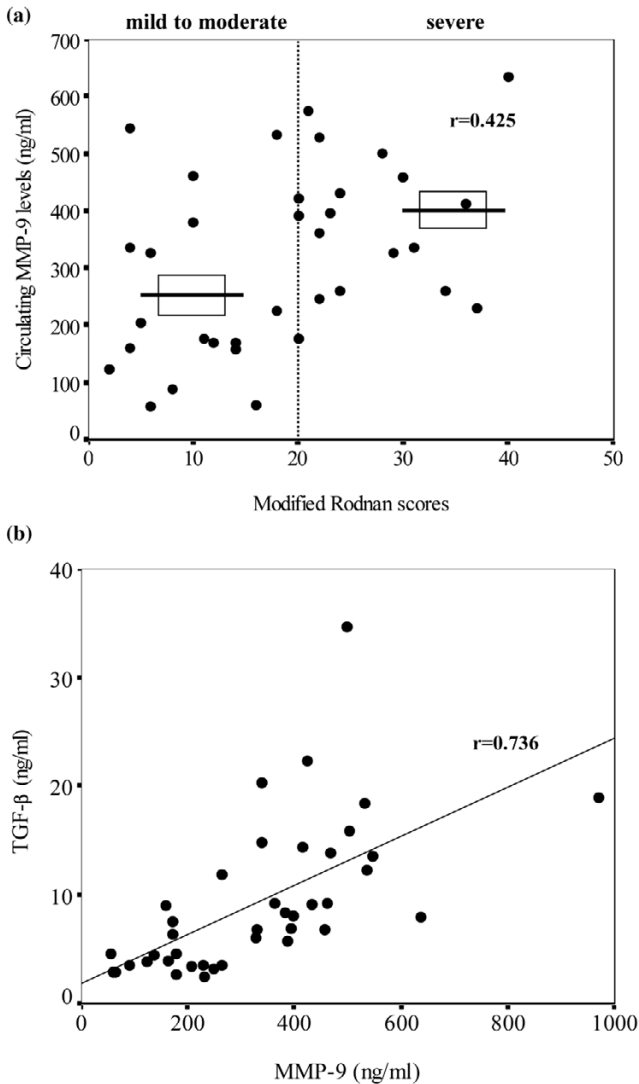 (a)
mild to moderate severe
700
600
500
400
300
200
100
0
r=0.425
Circulating MMP-9 levels (ng/ml)
0 10 20 30 40 50
Modified Rodnan scores
(b)
40
30
20
10
0
r=0.736
TGF-β (ng/ml)
0 200 400 600 800 1000
MMP-9 (ng/ml)